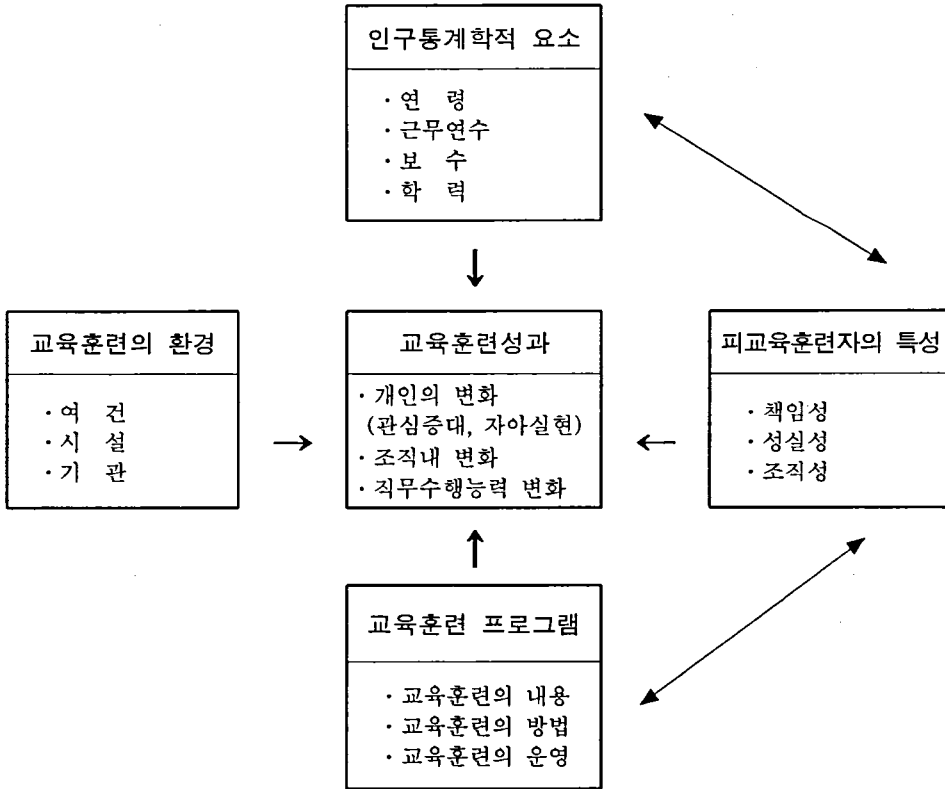 인구통계학적 요소
· 연 령
· 근무연수
· 보 수
· 학 력
교육훈련의 환경
· 여 건
· 시 설
· 기 관
교육훈련성과
· 개인의 변화
(관심증대, 자아실현)
· 조직내 변화
· 직무수행능력 변화
피교육훈련자의 특성
· 책임성
· 성실성
· 조직성
교육훈련 프로그램
· 교육훈련의 내용
· 교육훈련의 방법
· 교육훈련의 운영